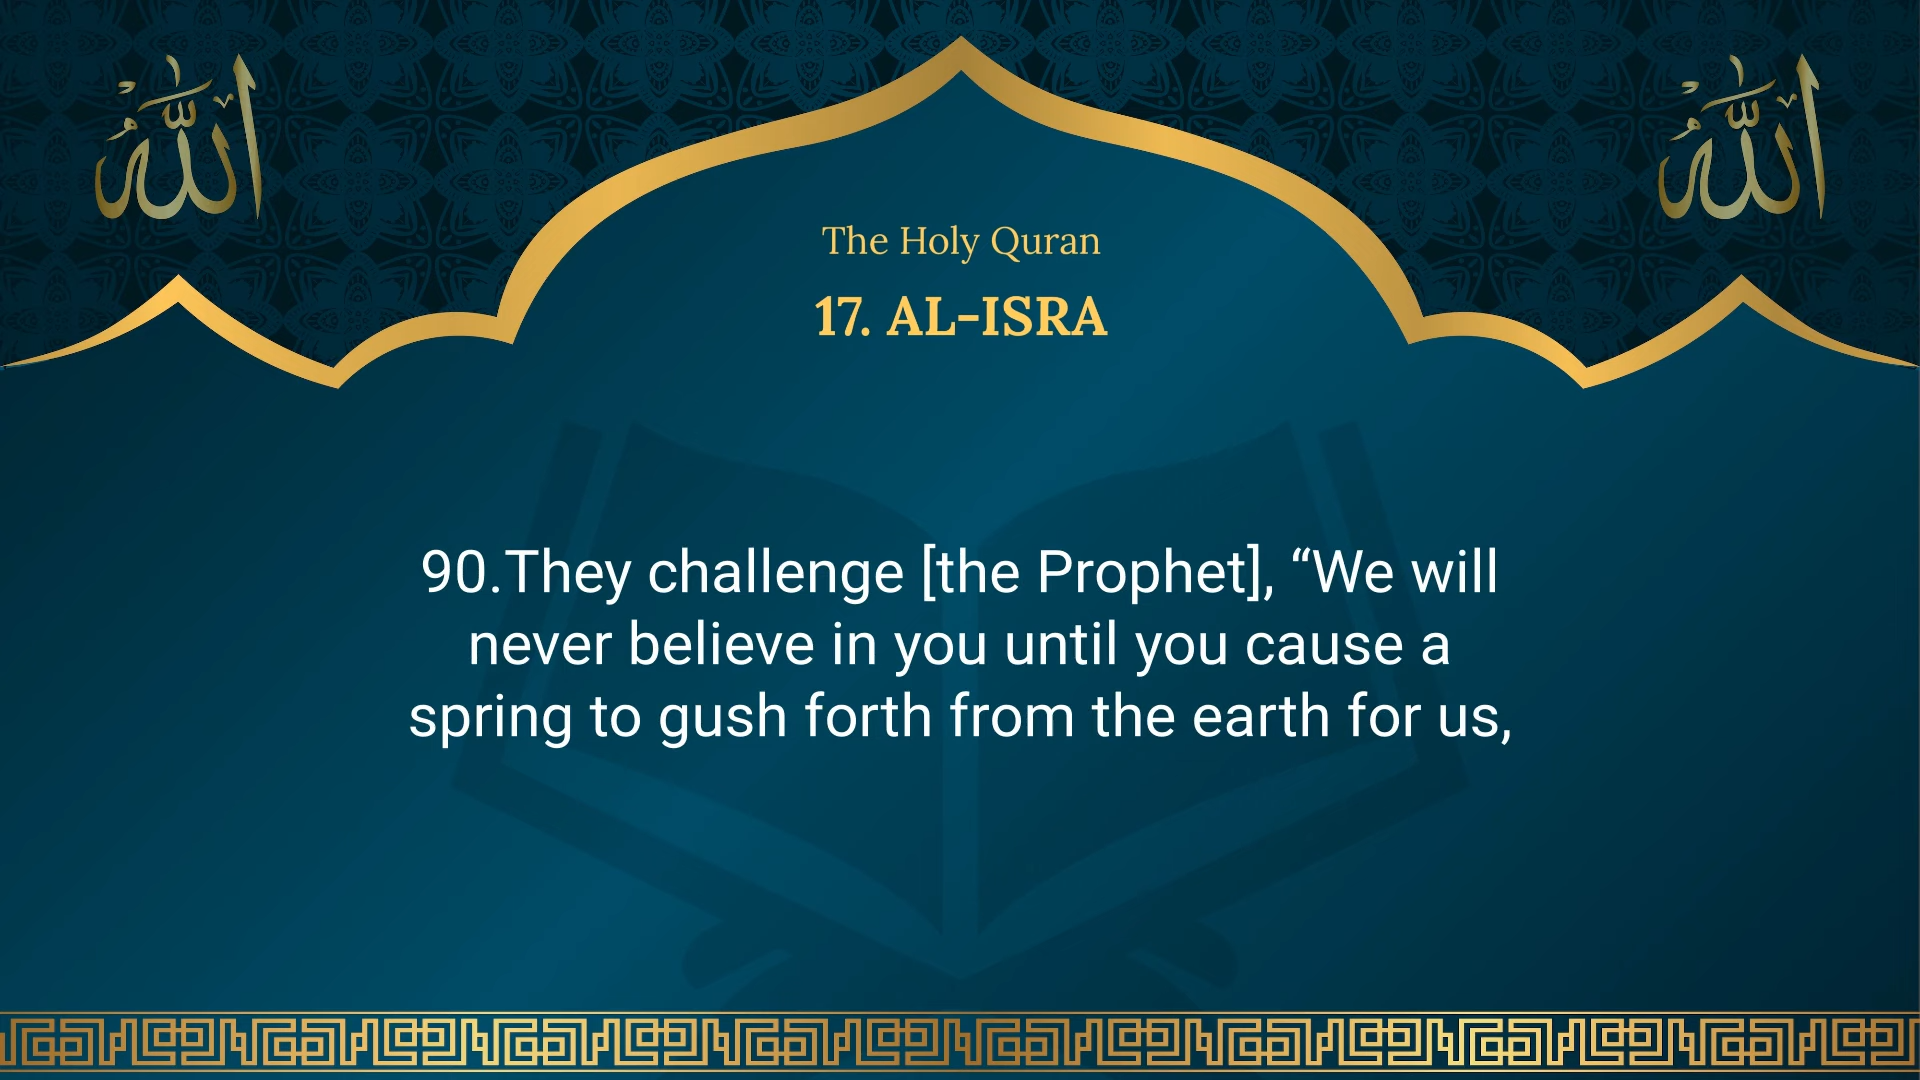 الله
الله
The Holy Quran
17. AL-ISRA
90.They challenge [the Prophet], “We will
never believe in you until you cause a
spring to gush forth from the earth for us,